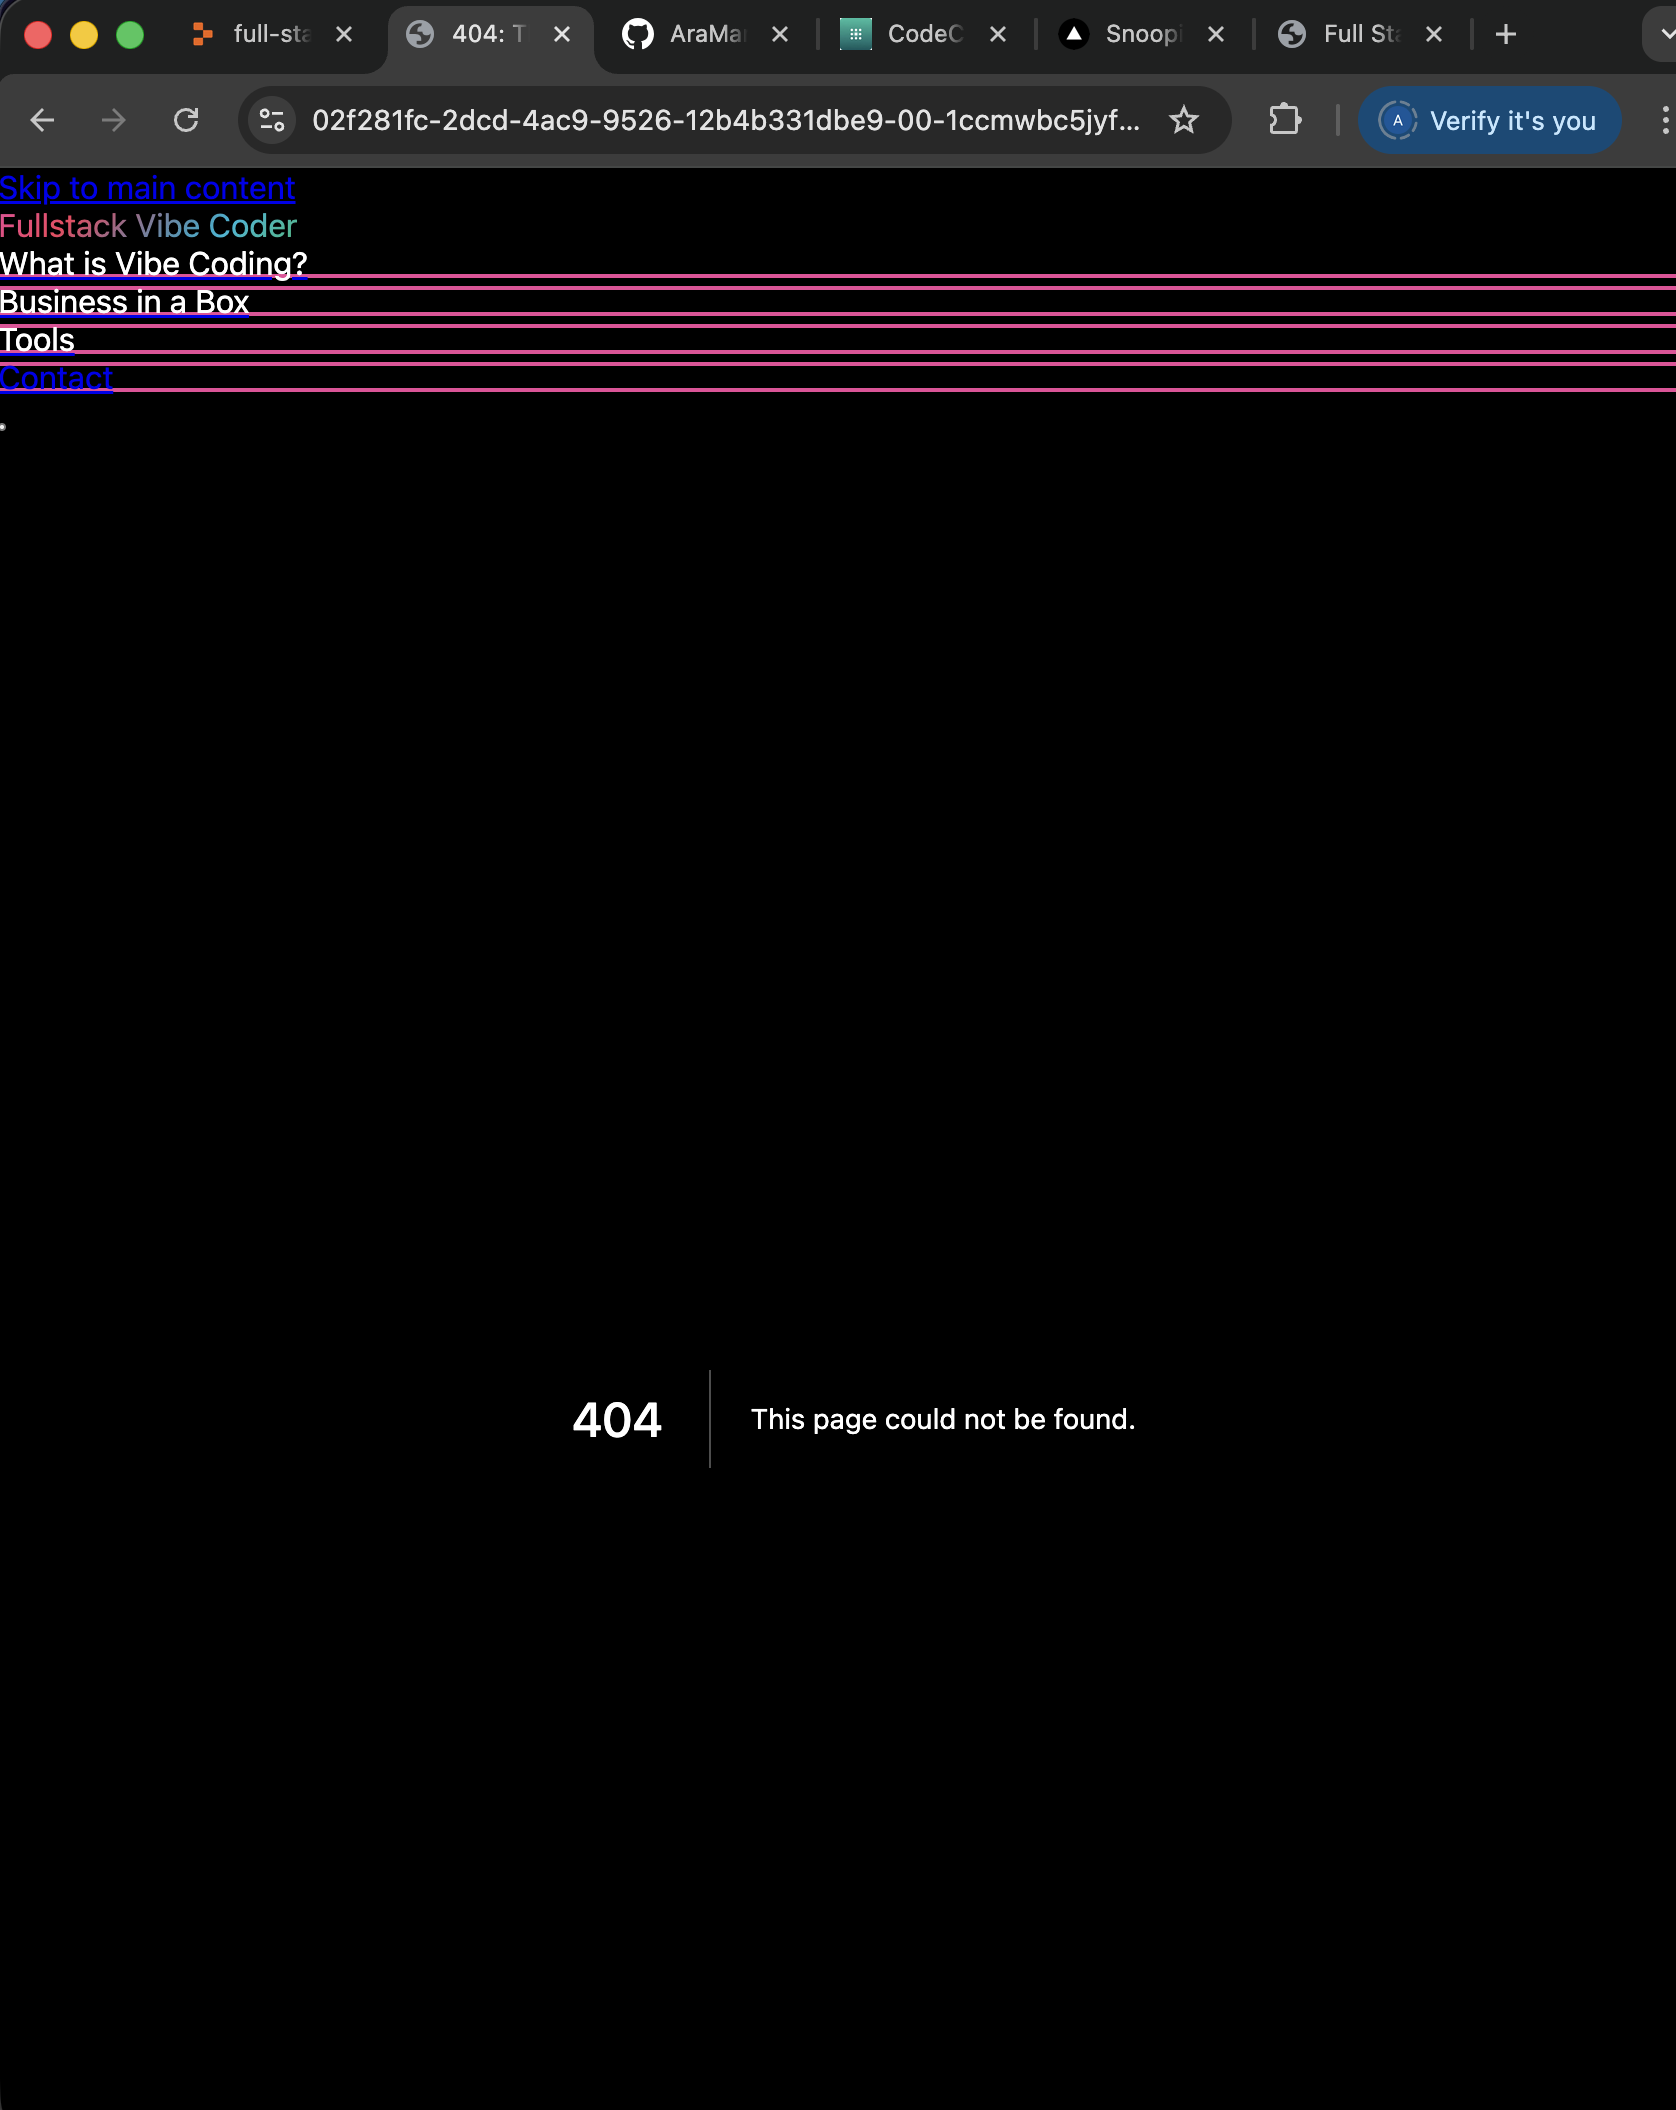 full-sta
404: T
AraMar
CodeC
Snoopi
Full Sta
02f281fc-2dcd-4ac9-9526-12b4b331dbe9-00-1ccmwbc5jyf...
A
Verify it's you
Skip to main content
Fullstack Vibe Coder
What is Vibe Coding?
Business in a Box
Tools
Contact
404
This page could not be found.